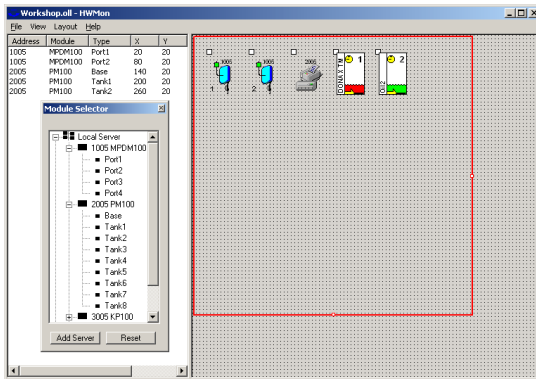 Workshop.oll - HWMon
File View Layout Help
Address Module Type X Y
1005 MPDM100 Port1 20 20
1005 MPDM100 Port2 80 20
2005 PM100 Base 140 20
2005 PM100 Tank1 200 20
2005 PM100 Tank2 260 20
Module Selector
Local Server
1005 MPDM100
Port1
Port2
Port3
Port4
2005 PM100
Base
Tank1
Tank2
Tank3
Tank4
Tank5
Tank6
Tank7
Tank8
3005 KP100
Add Server Reset
1005 1005 2005 1 2
1 2
DONAX TM